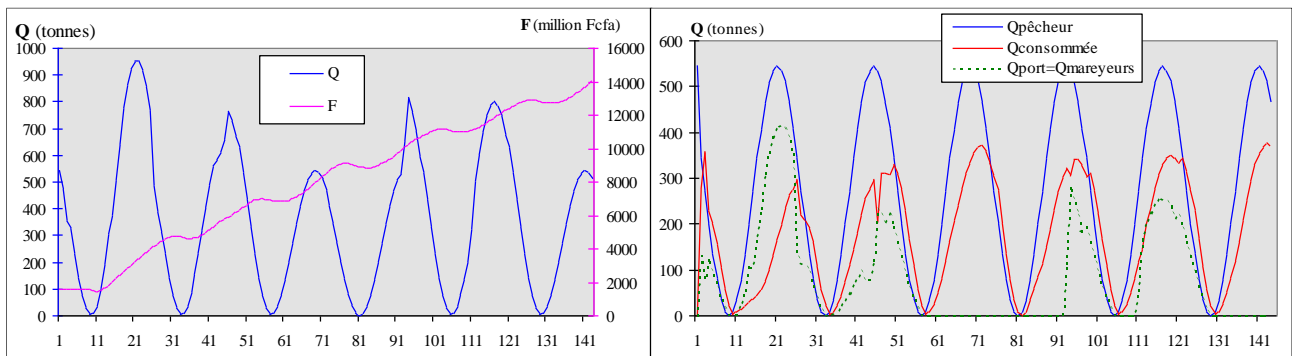 Q (tonnes)
F (million Fcfa)
1000
900
800
700
600
500
400
300
200
100
0
16000
14000
12000
10000
8000
6000
4000
2000
0
Q
F
1 11 21 31 41 51 61 71 81 91 101 111 121 131 141
Q (tonnes)
Qpêcheur
Qconsommée
Qport=Qmareyeurs
600
500
400
300
200
100
0
1 11 21 31 41 51 61 71 81 91 101 111 121 131 141